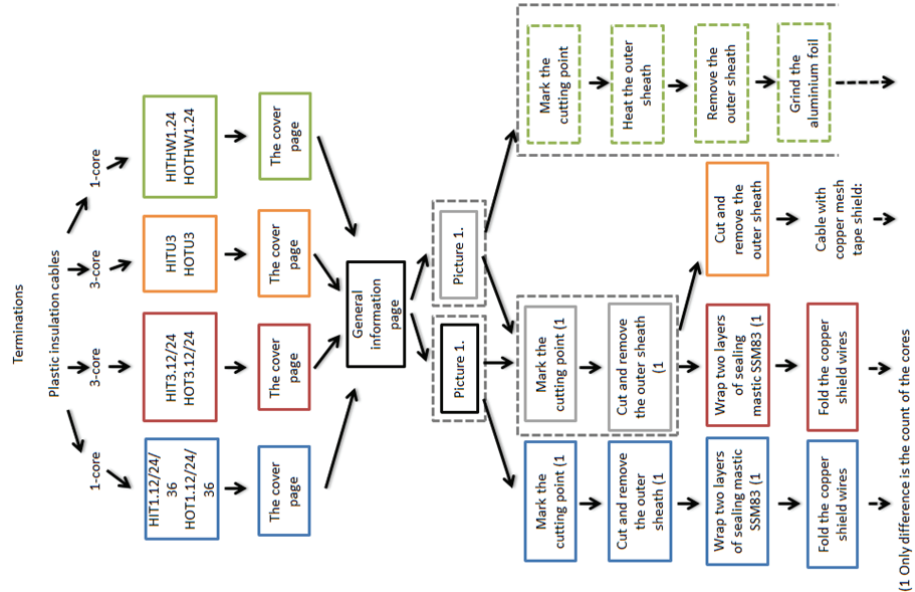 Terminations
Plastic insulation cables
1-core
3-core
3-core
1-core
HIT1.12/24/
36
HOT1.12/24/
36
HIT3.12/24
HOT3.12/24
HITU3
HOTU3
HITHW1.24
HOTHW1.24
The cover
page
The cover
page
The cover
page
The cover
page
General
information
page
Picture 1.
Picture 1.
Mark the
cutting point (1
Mark the
cutting point (1
Mark the
cutting point
Cut and remove
the outer
sheath (1
Cut and remove
the outer sheath
(1
Heat the outer
sheath
Wrap two layers
of sealing mastic
SSM83 (1
Wrap two layers
of sealing
mastic SSM83 (1
Cut and
remove the
outer sheath
Remove the
outer sheath
Fold the copper
shield wires
Fold the copper
shield wires
Cable with
copper mesh
tape shield:
Grind the
aluminium foil
(1 Only difference is the count of the cores